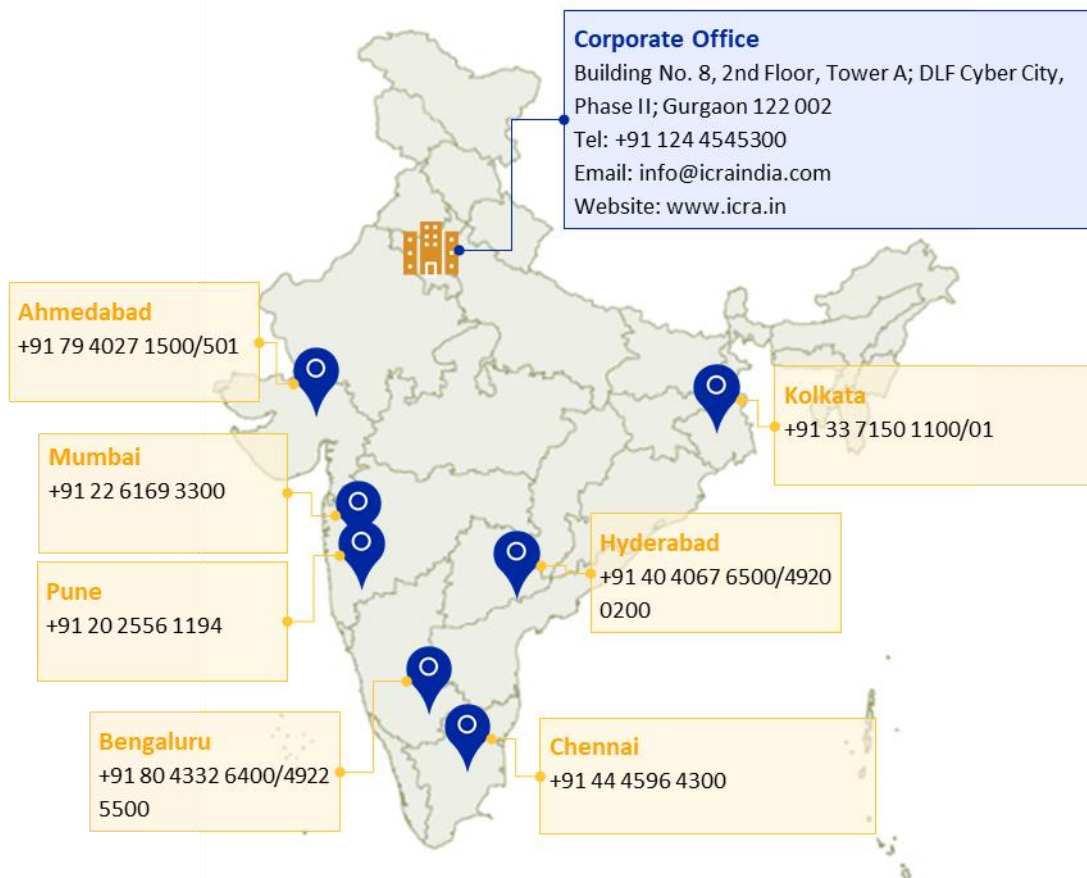 Corporate Office
Building No. 8, 2nd Floor, Tower A; DLF Cyber City,
Phase II; Gurgaon 122 002
Tel: +91 124 4545300
Email: info@icraindia.com
Website: www.icra.in
Ahmedabad
+91 79 4027 1500/501
Kolkata
+91 33 7150 1100/01
Mumbai
+91 22 6169 3300
Hyderabad
+91 40 4067 6500/4920
0200
Pune
+91 20 2556 1194
Bengaluru
+91 80 4332 6400/4922
5500
Chennai
+91 44 4596 4300